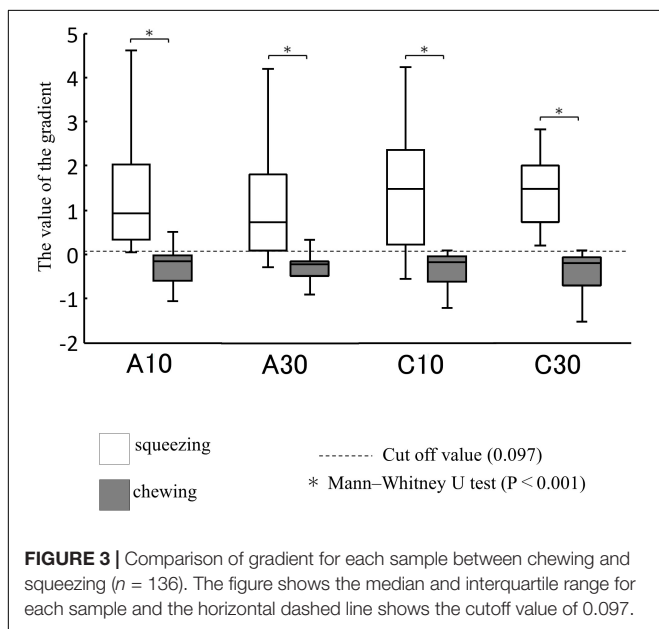 The value of the gradient
5
4
3
2
1
0
-1
-2
*
*
*
*
A10
A30
C10
C30
squeezing
chewing
Cut off value (0.097)
* Mann–Whitney U test (P < 0.001)
FIGURE 3 | Comparison of gradient for each sample between chewing and
squeezing (n = 136). The figure shows the median and interquartile range for
each sample and the horizontal dashed line shows the cutoff value of 0.097.